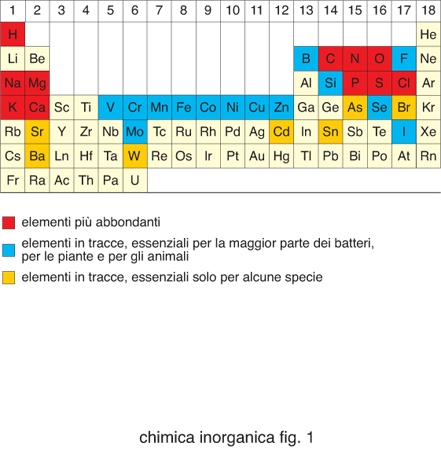 1 2 3 4 5 6 7 8 9 10 11 12 13 14 15 16 17 18
H He
Li Be B C N O F Ne
Na Mg Al Si P S Cl Ar
K Ca Sc Ti V Cr Mn Fe Co Ni Cu Zn Ga Ge As Se Br Kr
Rb Sr Y Zr Nb Mo Tc Ru Rh Pd Ag Cd In Sn Sb Te I Xe
Cs Ba Ln Hf Ta W Re Os Ir Pt Au Hg Tl Pb Bi Po At Rn
Fr Ra Ac Th Pa U
elementi più abbondanti
elementi in tracce, essenziali per la maggior parte dei batteri,
per le piante e per gli animali
elementi in tracce, essenziali solo per alcune specie
chimica inorganica fig. 1